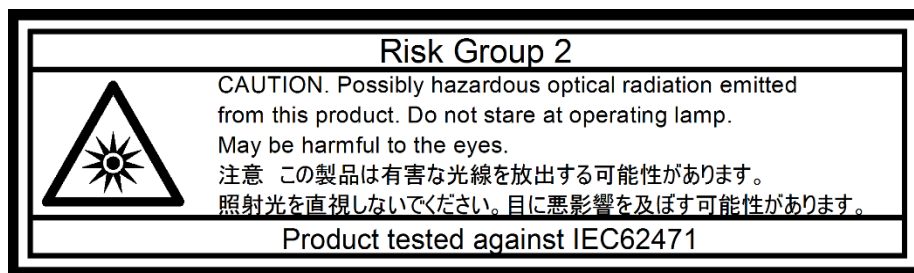 Risk Group 2
CAUTION. Possibly hazardous optical radiation emitted
from this product. Do not stare at operating lamp.
May be harmful to the eyes.
注意　この製品は有害な光線を放出する可能性があります。
照射光を直視しないでください。目に悪影響を及ぼす可能性があります。
Product tested against IEC62471